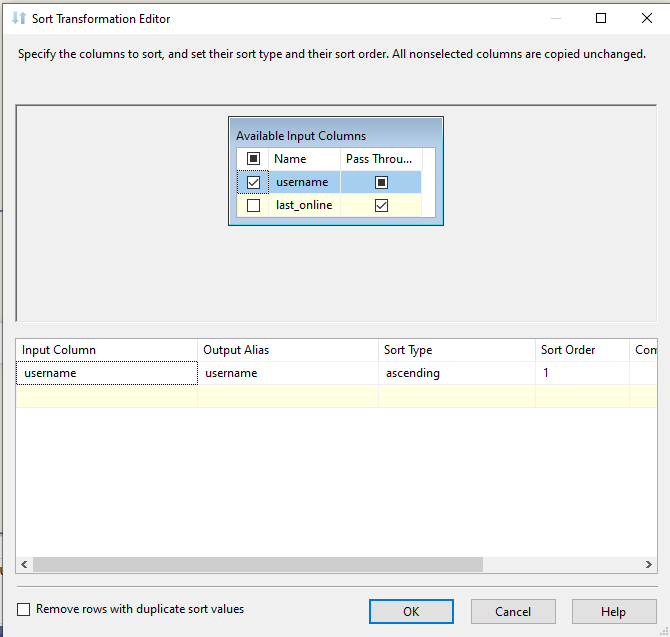 Sort Transformation Editor
Specify the columns to sort, and set their sort type and their sort order. All nonselected columns are copied unchanged.
Available Input Columns
Name Pass Throu...
username
last_online
Input Column Output Alias Sort Type Sort Order Com
username username ascending 1
Remove rows with duplicate sort values
OK Cancel Help